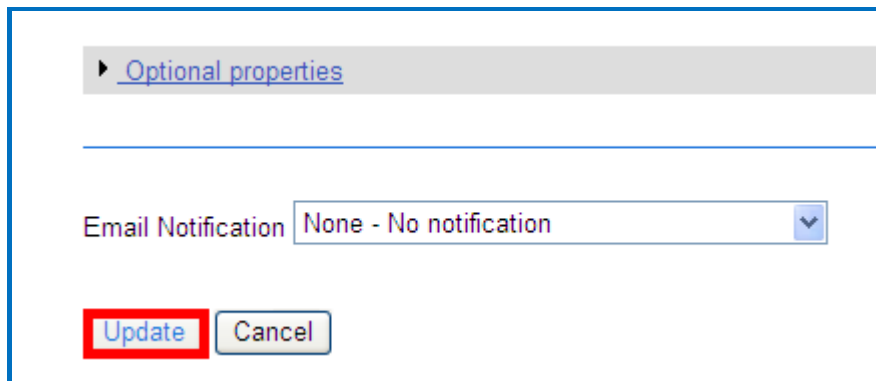 Optional properties
Email Notification None - No notification
Update Cancel